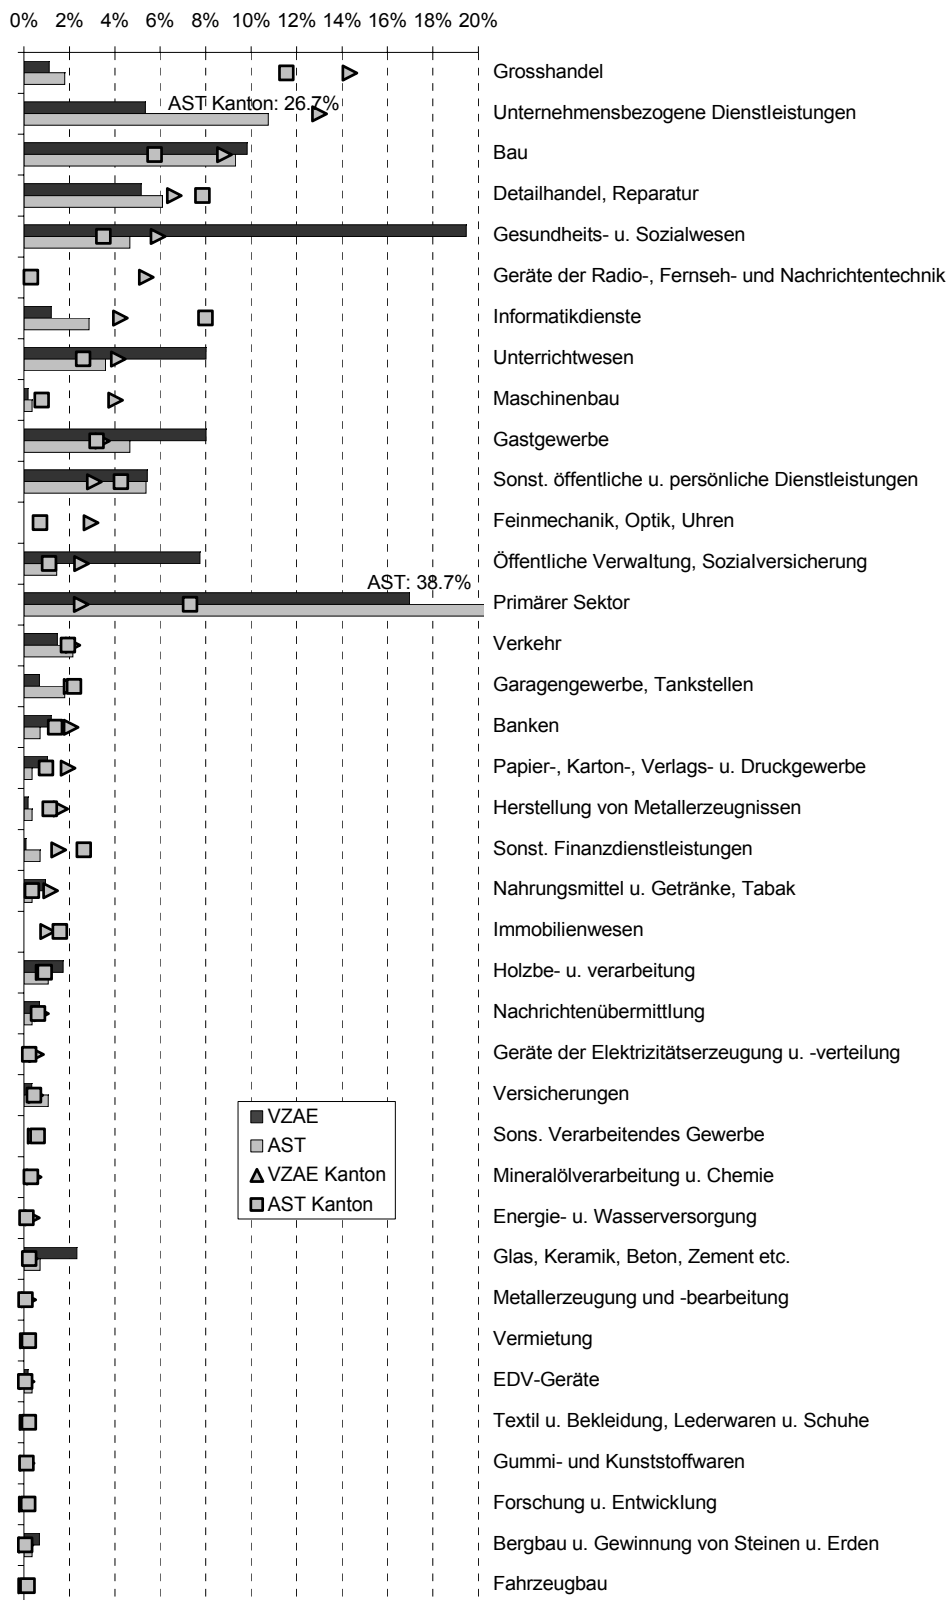 0% 2% 4% 6% 8% 10% 12% 14% 16% 18% 20%
Grosshandel
AST Kanton: 26.7%
Unternehmensbezogene Dienstleistungen
Bau
Detailhandel, Reparatur
Gesundheits- u. Sozialwesen
Geräte der Radio-, Fernseh- und Nachrichtentechnik
Informatikdienste
Unterrichtwesen
Maschinenbau
Gastgewerbe
Sonst. öffentliche u. persönliche Dienstleistungen
Feinmechanik, Optik, Uhren
Öffentliche Verwaltung, Sozialversicherung
AST: 38.7%
Primärer Sektor
Verkehr
Garagengewerbe, Tankstellen
Banken
Papier-, Karton-, Verlags- u. Druckgewerbe
Herstellung von Metallerzeugnissen
Sonst. Finanzdienstleistungen
Nahrungsmittel u. Getränke, Tabak
Immobilienwesen
Holzbe- u. verarbeitung
Nachrichtenübermittlung
Geräte der Elektrizitätserzeugung u. -verteilung
Versicherungen
Sons. Verarbeitendes Gewerbe
Mineralölverarbeitung u. Chemie
Energie- u. Wasserversorgung
Glas, Keramik, Beton, Zement etc.
Metallerzeugung und -bearbeitung
Vermietung
EDV-Geräte
Textil u. Bekleidung, Lederwaren u. Schuhe
Gummi- und Kunststoffwaren
Forschung u. Entwicklung
Bergbau u. Gewinnung von Steinen u. Erden
Fahrzeugbau
VZAE
AST
VZAE Kanton
AST Kanton